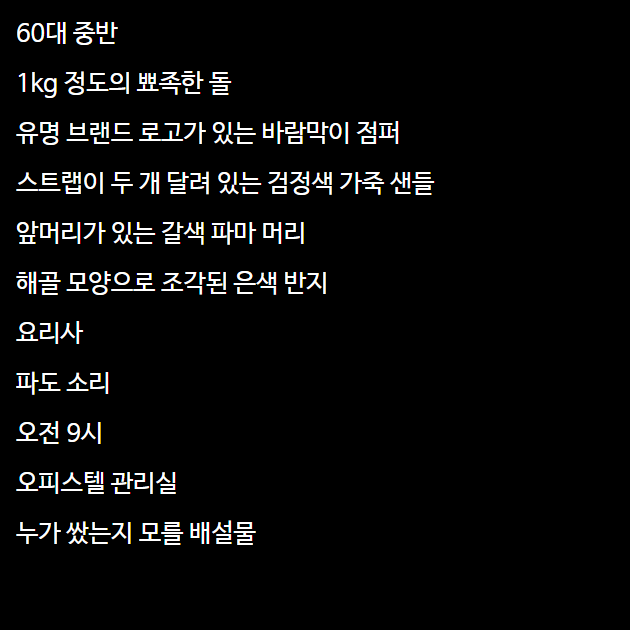 60대 중반
1kg 정도의 뾰족한 돌
유명 브랜드 로고가 있는 바람막이 점퍼
스트랩이 두 개 달려 있는 검정색 가죽 샌들
앞머리가 있는 갈색 파마 머리
해골 모양으로 조각된 은색 반지
요리사
파도 소리
오전 9시
오피스텔 관리실
누가 쌌는지 모를 배설물